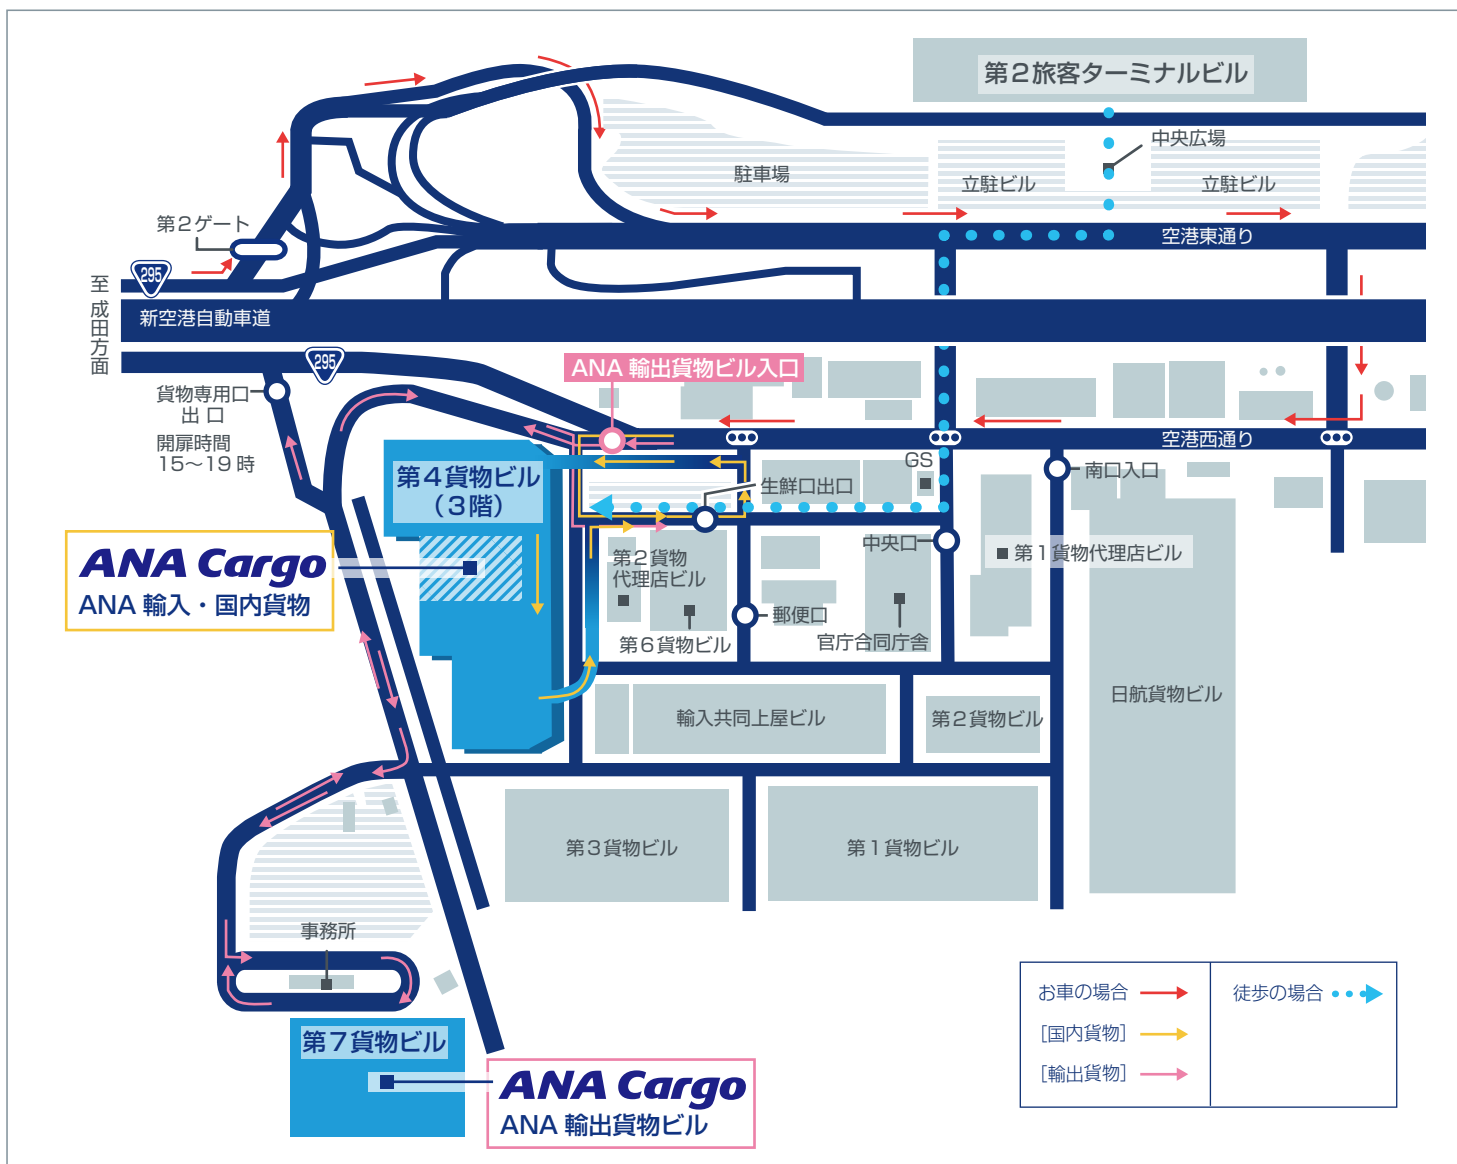 第2旅客ターミナルビル
中央広場
駐車場
立駐ビル
立駐ビル
第2ゲート
空港東通り
295
至 成田方面
新空港自動車道
295
ANA 輸出貨物ビル入口
貨物専用口
出 口
開扉時間
15〜19 時
空港西通り
GS
南口入口
第4貨物ビル
（3階）
生鮮口出口
中央口
第1貨物代理店ビル
第2貨物
代理店ビル
ANA Cargo
ANA 輸入・国内貨物
郵便口
第6貨物ビル
官庁合同庁舎
日航貨物ビル
輸入共同上屋ビル
第2貨物ビル
第3貨物ビル
第1貨物ビル
事務所
第7貨物ビル
ANA Cargo
ANA 輸出貨物ビル
お車の場合
徒歩の場合
［国内貨物］
［輸出貨物］